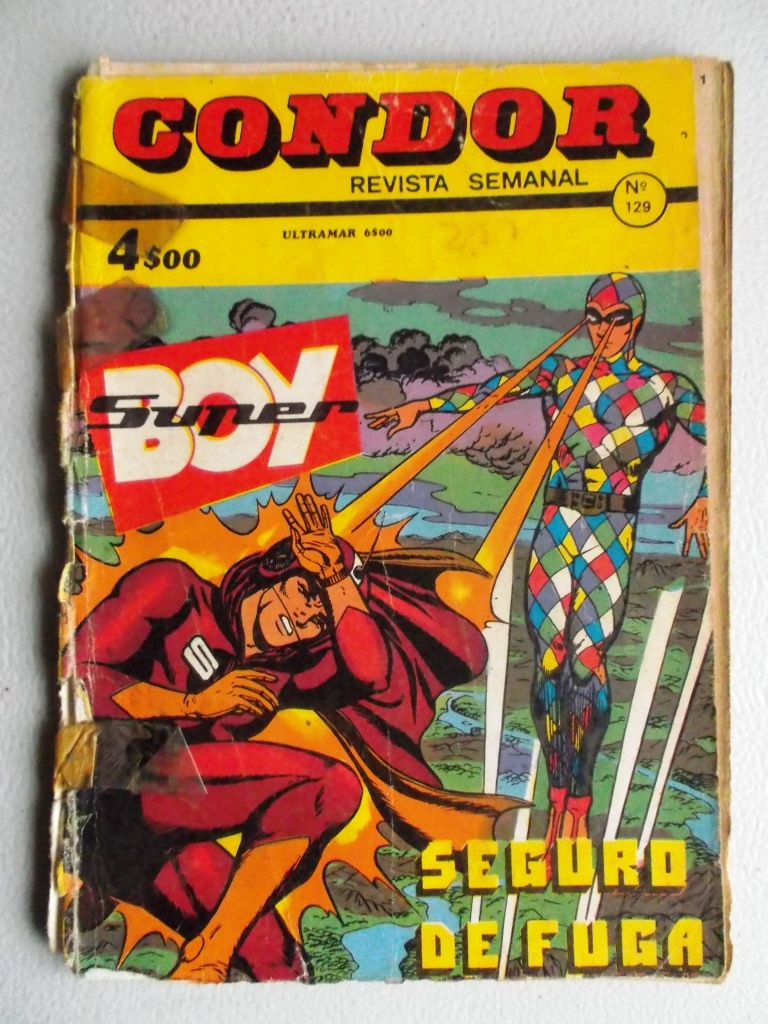 CONDOR
REVISTA SEMANAL
Nº
129
4$00
ULTRAMAR 6$00
Super
BOY
S
SEGURO
DE FUGA